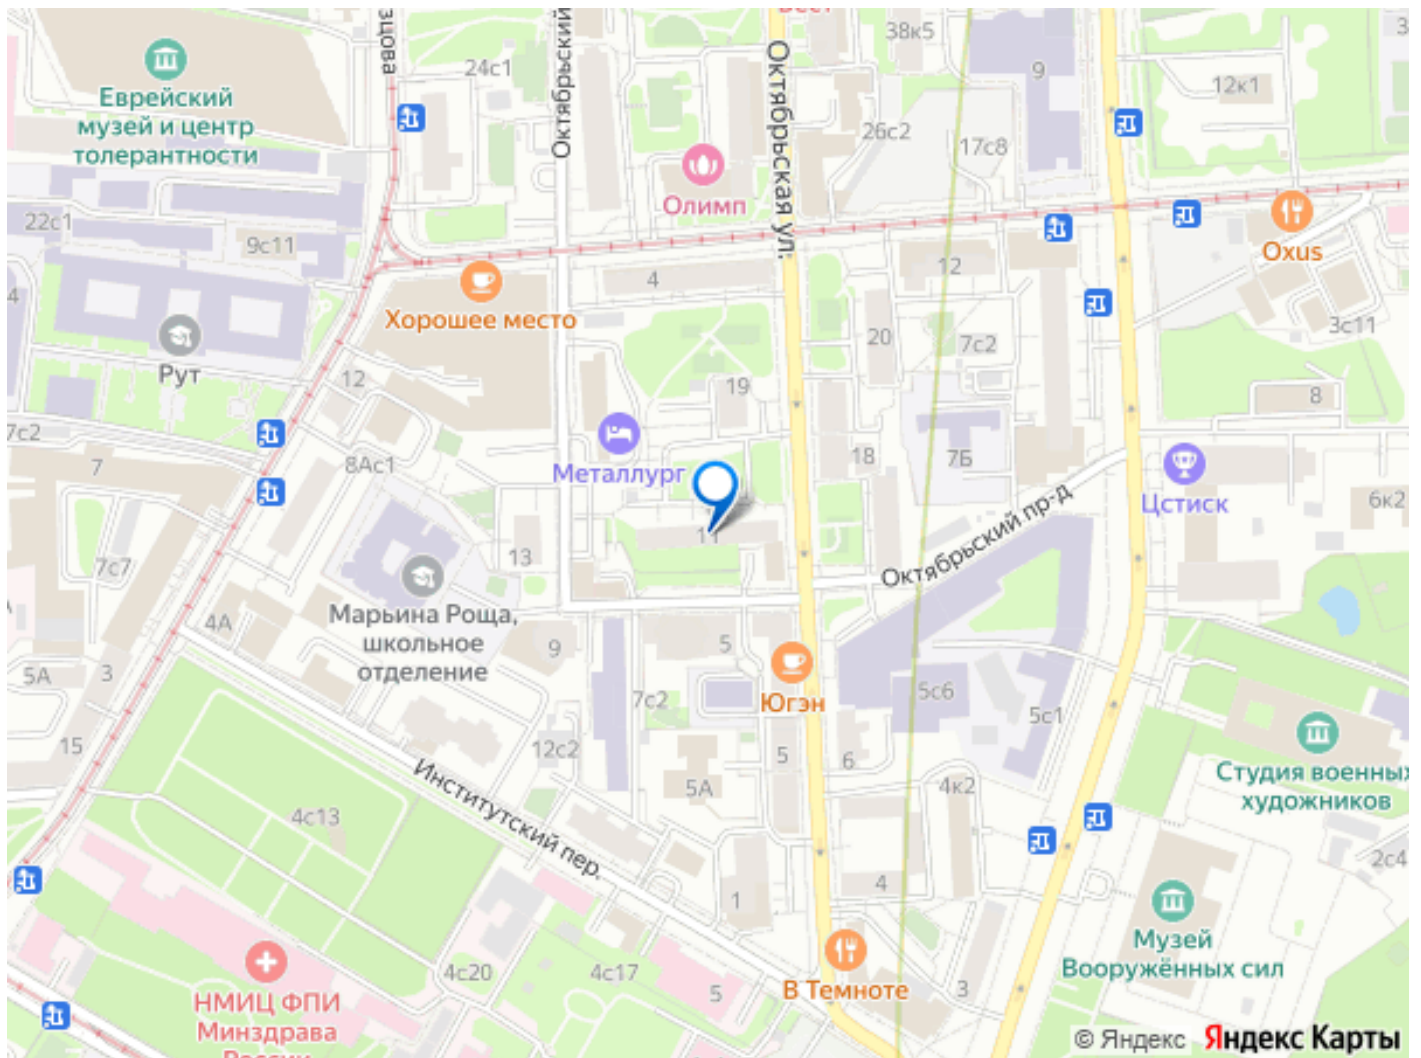 38к5
Октябрьский
зцова
24с1
9
12к1
Октябрьская ул.
Еврейский
музей и центр
толерантности
26с2
17с8
Олимп
22с1
9с11
Oxus
4
12
Хорошее место
4
3с11
20
7с2
Рут
12
19
8
7с2
7
8Ас1
Металлург
18
7Б
Цстиск
6к2
11
Октябрьский пр-д
13
7с7
Марьина Роща,
школьное
отделение
4А
9
5
5А
3
7с2
Югэн
5с6
5с1
15
12с2
5
6
Институтский пер.
5А
4к2
Студия военных
художников
4с13
2с4
1
4
Музей
Вооружённых сил
4с20
4с17
5
В Темноте
3
НМИЦ ФПИ
Минздрава
России
© Яндекс Яндекс Карты